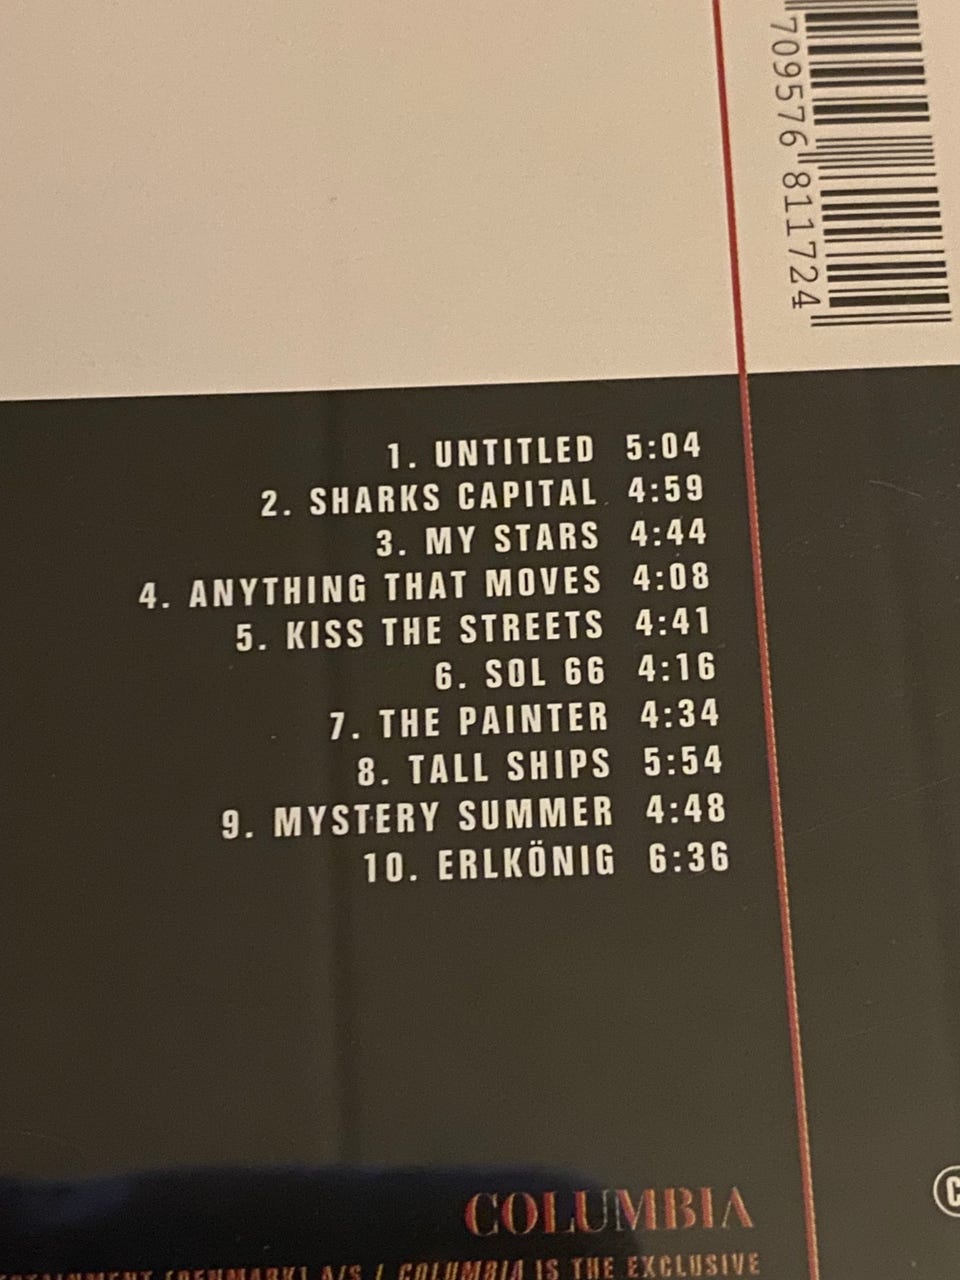 709576 811724
1. UNTITLED 5:04
2. SHARKS CAPITAL 4:59
3. MY STARS 4:44
4. ANYTHING THAT MOVES 4:08
5. KISS THE STREETS 4:41
6. SOL 66 4:16
7. THE PAINTER 4:34
8. TALL SHIPS 5:54
9. MYSTERY SUMMER 4:48
10. ERLKÖNIG 6:36
COLUMBIA
[DENMARK] A/S / COLUMBIA IS THE EXCLUSIVE